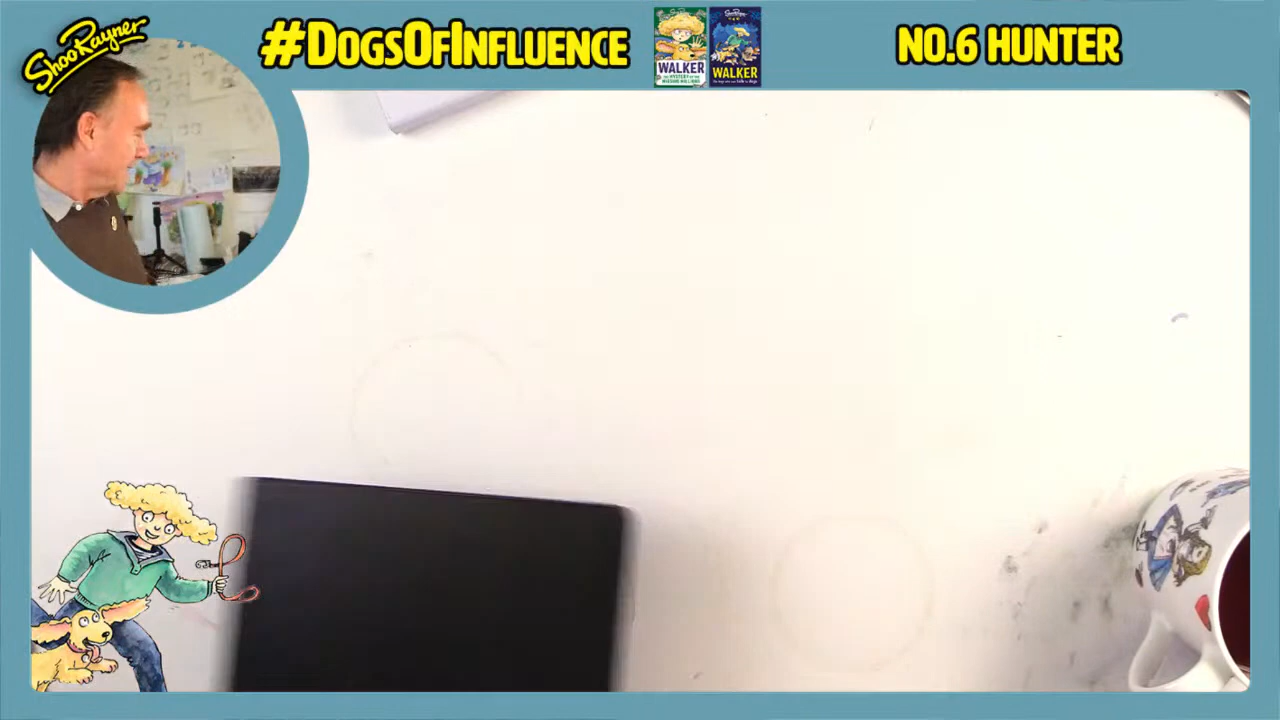 ShooRayner
#DOGSOFINFLUENCE
WALKER
WALKER
NO.6 HUNTER